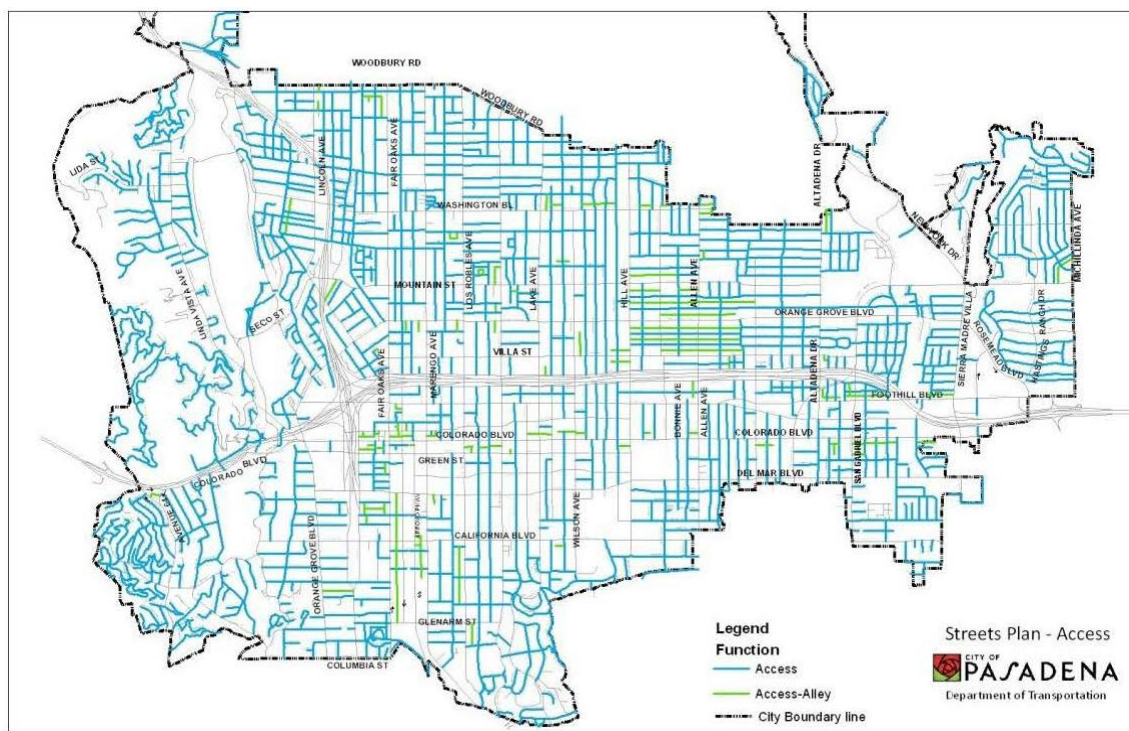 WOODBURY RD
WOODBURY RD
LIDA ST
LINCOLN AVE
FAIR OAKS AVE
ALTADENA DR
WASHINGTON BL
NEW YORK DR
MICHILLINDA AVE
LOS ROBLES AVE
LAKE AVE
HILL AVE
ALLEN AVE
MOUNTAIN ST
LINDA VISTA AVE
SECO ST
ORANGE GROVE BLVD
SIERRA MADRE VILLA
ROSEMEAD BLVD
HASTINGS RANCH DR
VILLA ST
MARENGO AVE
FAIR OAKS AVE
ALTADENA DR
FOOTHILL BLVD
BONNIE AVE
ALLEN AVE
COLORADO BLVD
COLORADO BLVD
SAN GABRIEL BLVD
GREEN ST
COLORADO BLVD
DEL MAR BLVD
AVENUE 64
ORANGE GROVE BLVD
WILSON AVE
CALIFORNIA BLVD
GLENARM ST
COLUMBIA ST
Legend
Function
Access
Access-Alley
City Boundary line
Streets Plan - Access
CITY OF
PASADENA
Department of Transportation